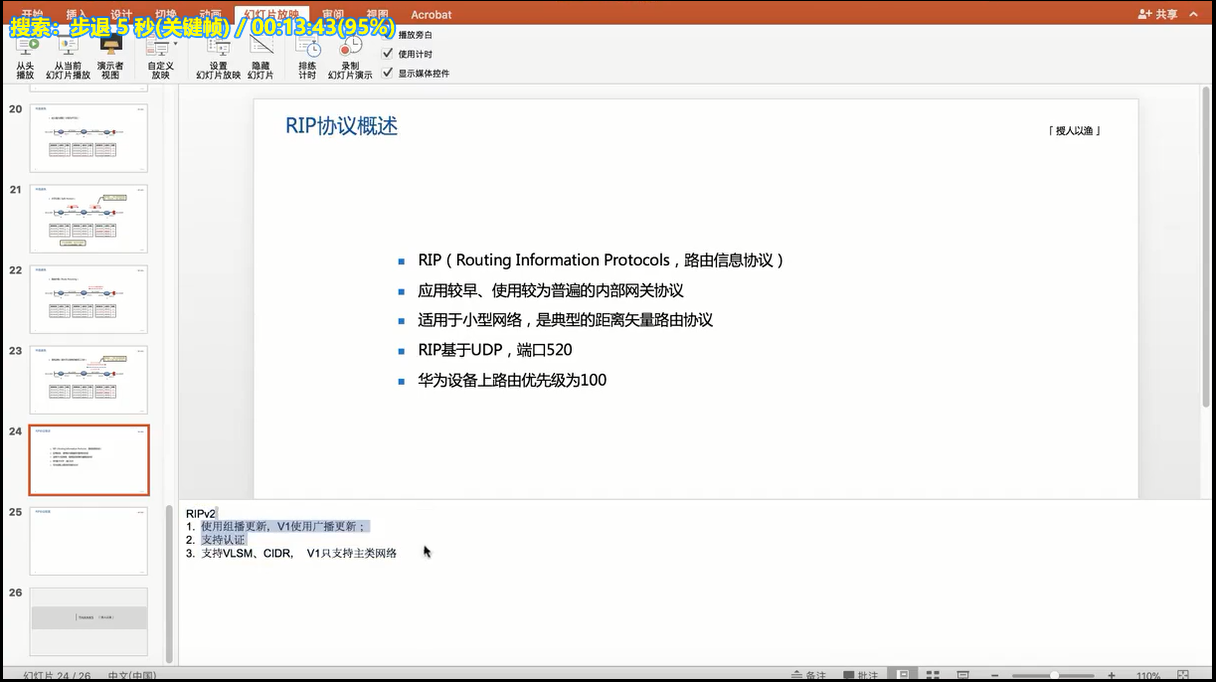 开始 插入 设计 切换 动画 幻灯片放映 审阅 视图 Acrobat 共享
搜索: 步退 5 秒(关键帧) / 00:13:43(95%)
播放旁白
使用计时
显示媒体控件
从头播放
从当前幻灯片播放
演示者视图
自定义放映
设置幻灯片放映
隐藏幻灯片
排练计时
录制幻灯片演示
20
21
22
23
24
25
26
RIP协议概述
「 授人以渔 」
RIP（Routing Information Protocols，路由信息协议）
应用较早、使用较为普遍的内部网关协议
适用于小型网络，是典型的距离矢量路由协议
RIP基于UDP，端口520
华为设备上路由优先级为100
RIPv2
1. 使用组播更新，V1使用广播更新；
2. 支持认证
3. 支持VLSM、CIDR， V1只支持主类网络
幻灯片 24 / 26 中文(中国) 备注 批注 110%